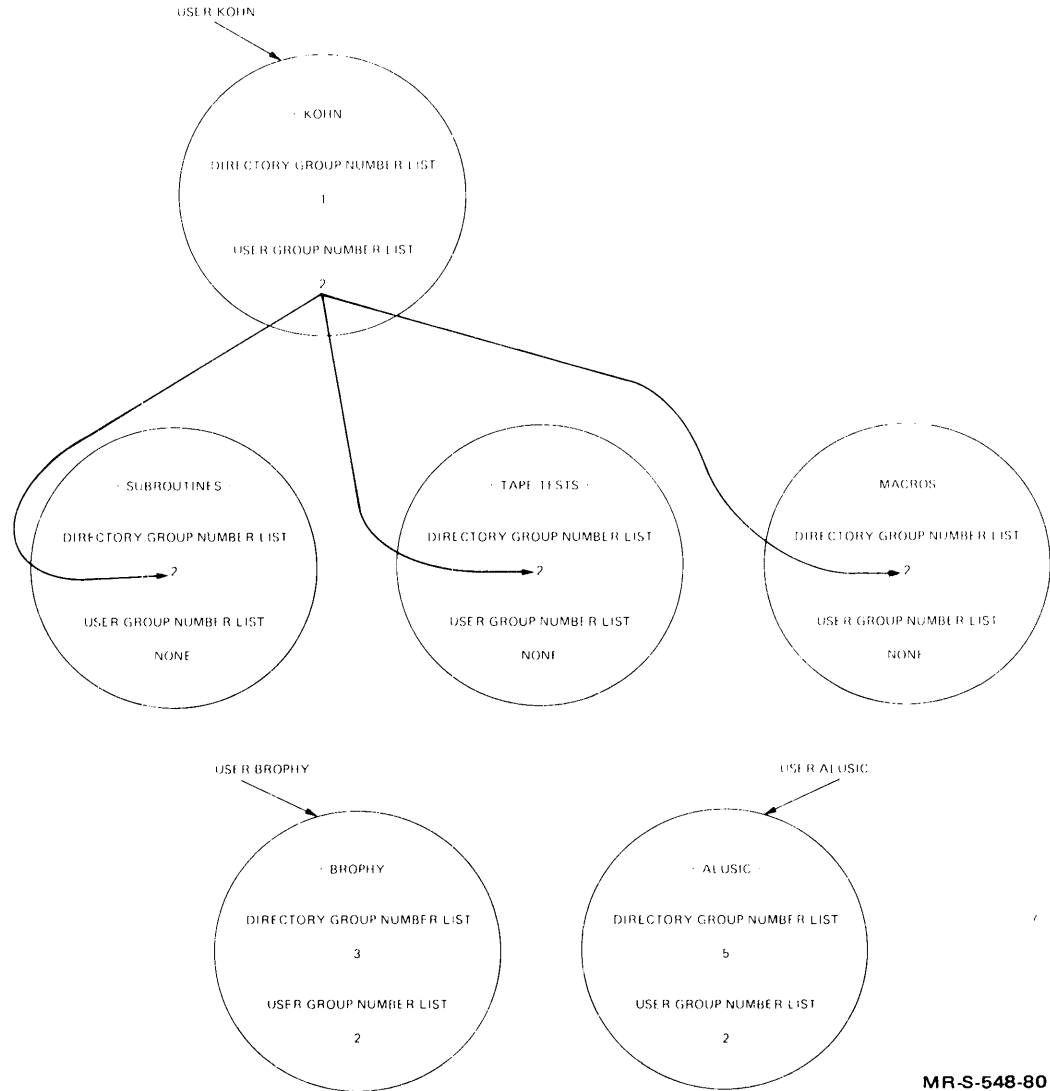 USER KOHN
KOHN
DIRECTORY GROUP NUMBER LIST
1
USER GROUP NUMBER LIST
2
SUBROUTINES
DIRECTORY GROUP NUMBER LIST
2
USER GROUP NUMBER LIST
NONE
TAPE TESTS
DIRECTORY GROUP NUMBER LIST
2
USER GROUP NUMBER LIST
NONE
MACROS
DIRECTORY GROUP NUMBER LIST
2
USER GROUP NUMBER LIST
NONE
USER BROPHY
BROPHY
DIRECTORY GROUP NUMBER LIST
3
USER GROUP NUMBER LIST
2
USER ALUSIC
ALUSIC
DIRECTORY GROUP NUMBER LIST
5
USER GROUP NUMBER LIST
2
MR-S-548-80